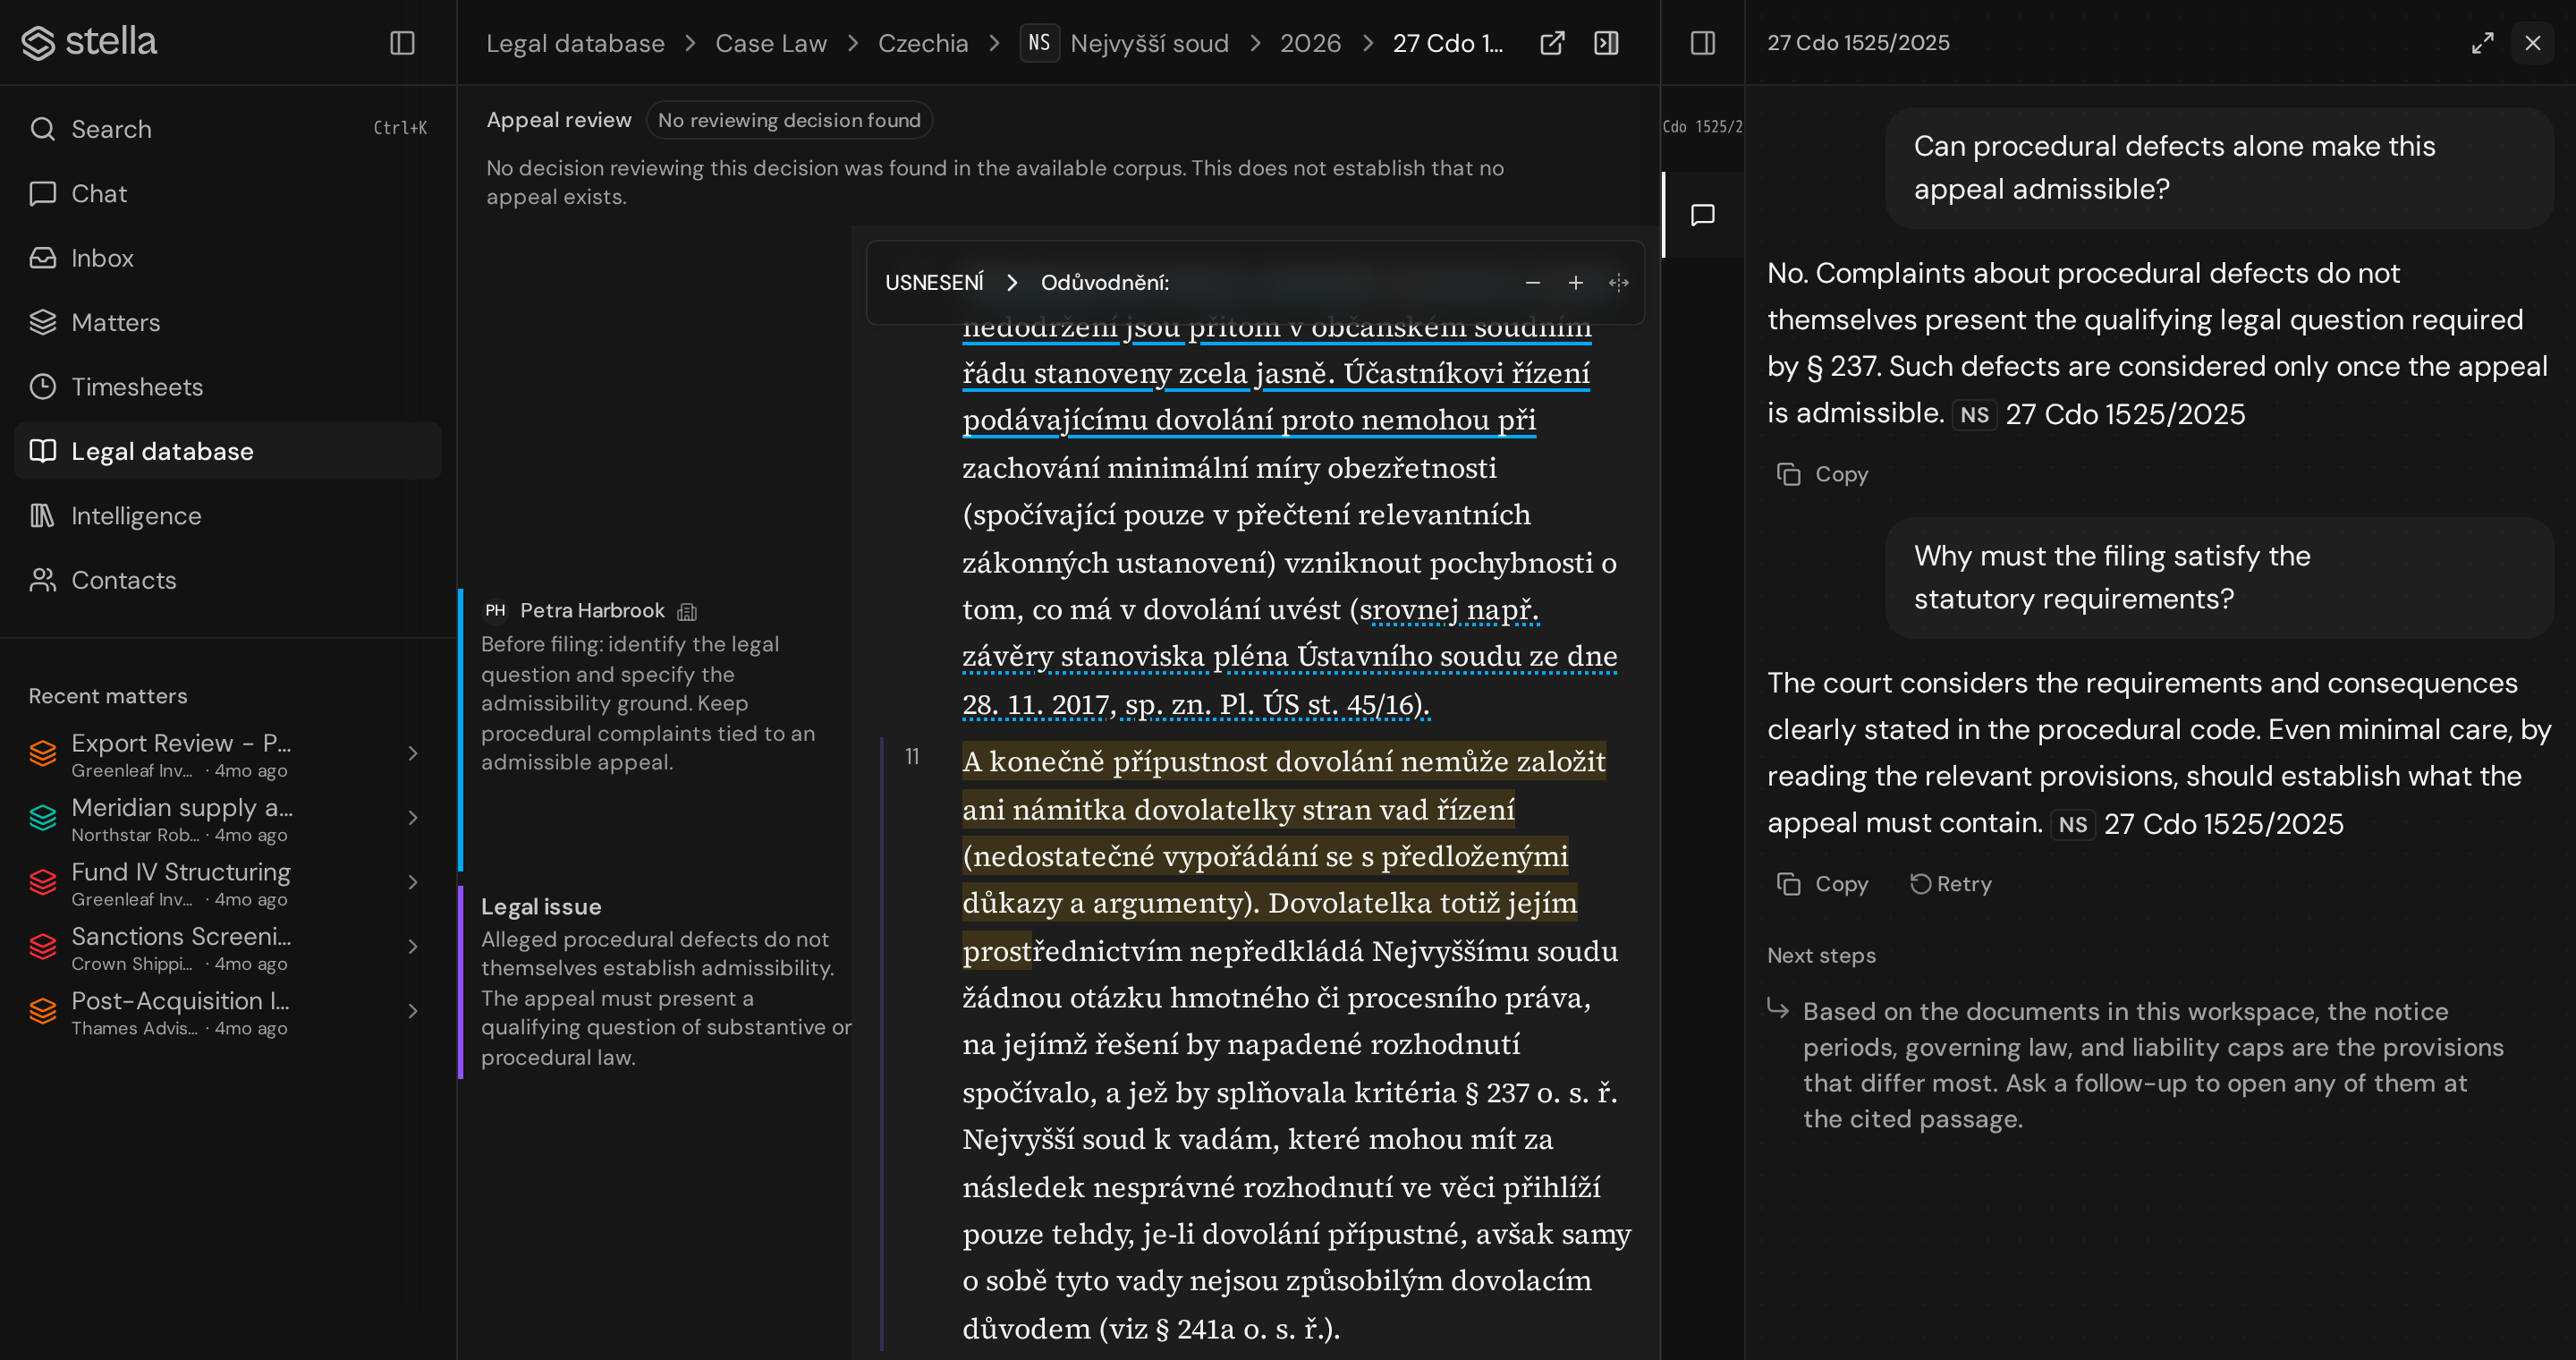 stella
Search Ctrl+K
Chat
Inbox
Matters
Timesheets
Legal database
Intelligence
Contacts
Recent matters
Export Review - P...
Greenleaf Inv... · 4mo ago
Meridian supply a...
Northstar Rob... · 4mo ago
Fund IV Structuring
Greenleaf Inv... · 4mo ago
Sanctions Screeni...
Crown Shippi... · 4mo ago
Post-Acquisition I...
Thames Advis... · 4mo ago
Legal database > Case Law > Czechia > NS Nejvyšší soud > 2026 > 27 Cdo 1...
Appeal review No reviewing decision found
No decision reviewing this decision was found in the available corpus. This does not establish that no
appeal exists.
PH Petra Harbrook
Before filing: identify the legal
question and specify the
admissibility ground. Keep
procedural complaints tied to an
admissible appeal.
Legal issue
Alleged procedural defects do not
themselves establish admissibility.
The appeal must present a
qualifying question of substantive or
procedural law.
USNESENÍ > Odůvodnění:
nedodržení jsou přitom v občanském soudním
řádu stanoveny zcela jasně. Účastníkovi řízení
podávajícímu dovolání proto nemohou při
zachování minimální míry obezřetnosti
(spočívající pouze v přečtení relevantních
zákonných ustanovení) vzniknout pochybnosti o
tom, co má v dovolání uvést (srovnej např.
závěry stanoviska pléna Ústavního soudu ze dne
28. 11. 2017, sp. zn. Pl. ÚS st. 45/16).
11 A konečně přípustnost dovolání nemůže založit
ani námitka dovolatelky stran vad řízení
(nedostatečné vypořádání se s předloženými
důkazy a argumenty). Dovolatelka totiž jejím
prostřednictvím nepředkládá Nejvyššímu soudu
žádnou otázku hmotného či procesního práva,
na jejímž řešení by napadené rozhodnutí
spočívalo, a jež by splňovala kritéria § 237 o. s. ř.
Nejvyšší soud k vadám, které mohou mít za
následek nesprávné rozhodnutí ve věci přihlíží
pouze tehdy, je-li dovolání přípustné, avšak samy
o sobě tyto vady nejsou způsobilým dovolacím
důvodem (viz § 241a o. s. ř.).
Cdo 1525/2
27 Cdo 1525/2025
Can procedural defects alone make this
appeal admissible?
No. Complaints about procedural defects do not
themselves present the qualifying legal question required
by § 237. Such defects are considered only once the appeal
is admissible. NS 27 Cdo 1525/2025
Copy
Why must the filing satisfy the
statutory requirements?
The court considers the requirements and consequences
clearly stated in the procedural code. Even minimal care, by
reading the relevant provisions, should establish what the
appeal must contain. NS 27 Cdo 1525/2025
Copy Retry
Next steps
Based on the documents in this workspace, the notice
periods, governing law, and liability caps are the provisions
that differ most. Ask a follow-up to open any of them at
the cited passage.